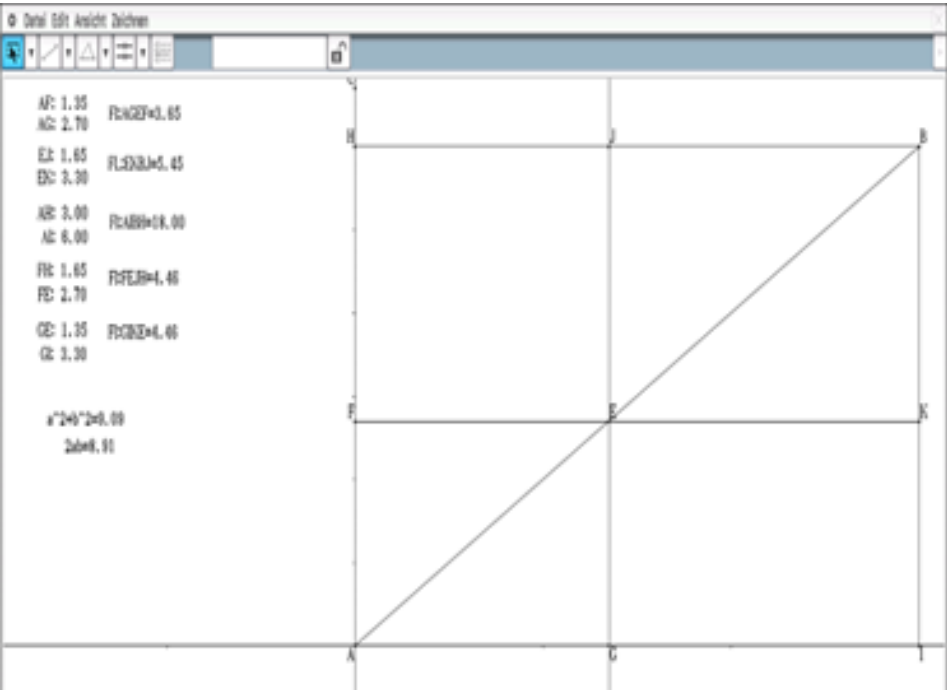 Datei Edit Ansicht Zeichnen
AF: 1.35
AG: 2.70
Fl:AGEF=3.65
EJ: 1.65
EK: 3.30
FL:EKBJ=5.45
AH: 3.00
AI: 6.00
Fl:AIBH=18.00
FH: 1.65
FE: 2.70
Fl:FEJH=4.46
GE: 1.35
GI: 3.30
Fl:GIKE=4.46
a^2+b^2=9.09
2ab=8.91
H
J
B
F
E
K
A
G
I